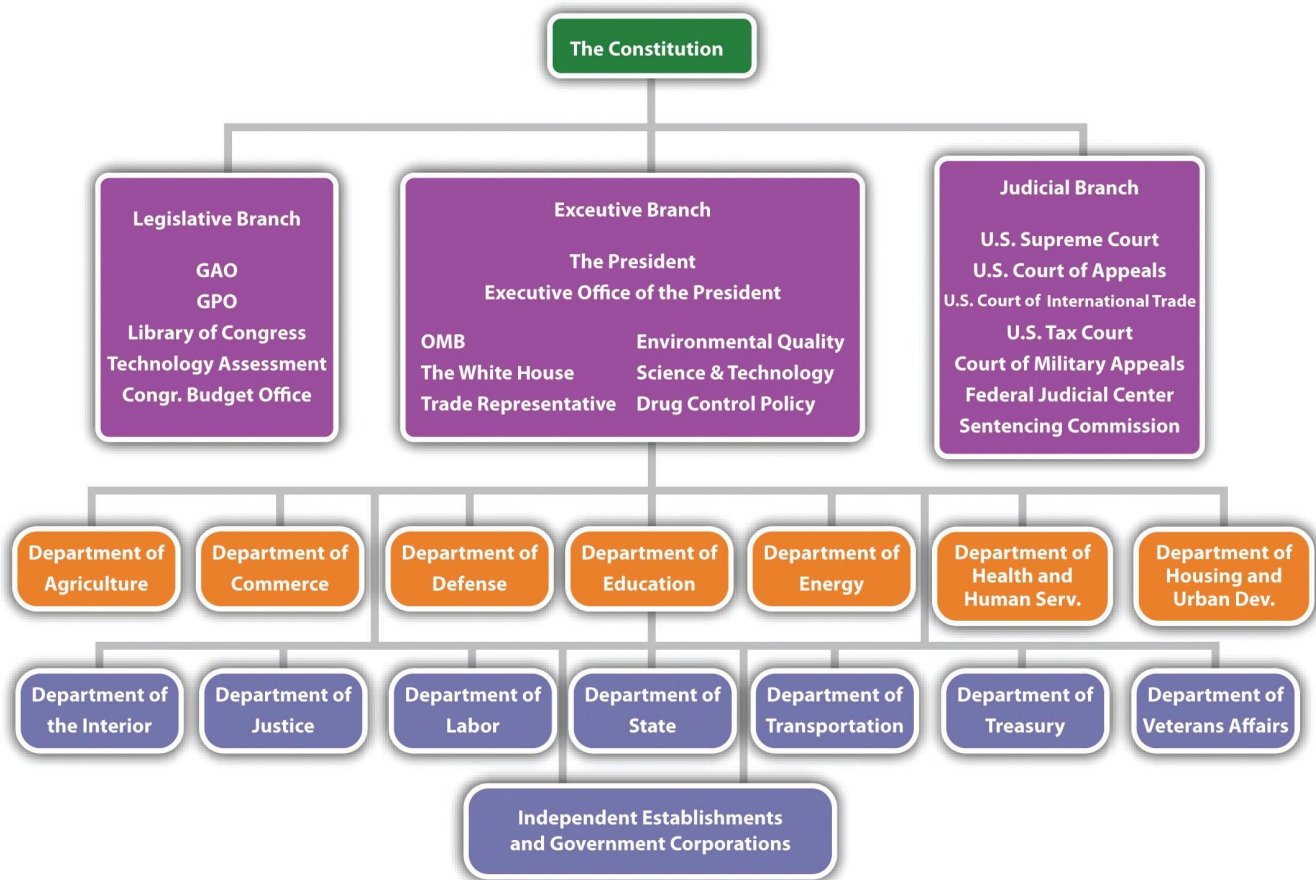 The Constitution
Legislative Branch
GAO
GPO
Library of Congress
Technology Assessment
Congr. Budget Office
Exceutive Branch
The President
Executive Office of the President
OMB
The White House
Trade Representative
Environmental Quality
Science & Technology
Drug Control Policy
Judicial Branch
U.S. Supreme Court
U.S. Court of Appeals
U.S. Court of International Trade
U.S. Tax Court
Court of Military Appeals
Federal Judicial Center
Sentencing Commission
Department of
Agriculture
Department of
Commerce
Department of
Defense
Department of
Education
Department of
Energy
Department of
Health and
Human Serv.
Department of
Housing and
Urban Dev.
Department of
the Interior
Department of
Justice
Department of
Labor
Department of
State
Department of
Transportation
Department of
Treasury
Department of
Veterans Affairs
Independent Establishments
and Government Corporations